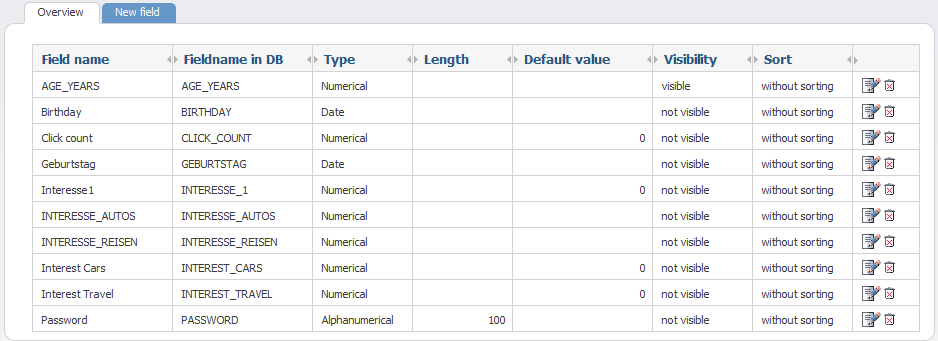 Overview New field
Field name Fieldname in DB Type Length Default value Visibility Sort
AGE_YEARS AGE_YEARS Numerical visible without sorting
Birthday BIRTHDAY Date not visible without sorting
Click count CLICK_COUNT Numerical 0 not visible without sorting
Geburtstag GEBURTSTAG Date not visible without sorting
Interesse1 INTERESSE_1 Numerical 0 not visible without sorting
INTERESSE_AUTOS INTERESSE_AUTOS Numerical not visible without sorting
INTERESSE_REISEN INTERESSE_REISEN Numerical not visible without sorting
Interest Cars INTEREST_CARS Numerical 0 not visible without sorting
Interest Travel INTEREST_TRAVEL Numerical 0 not visible without sorting
Password PASSWORD Alphanumerical 100 not visible without sorting